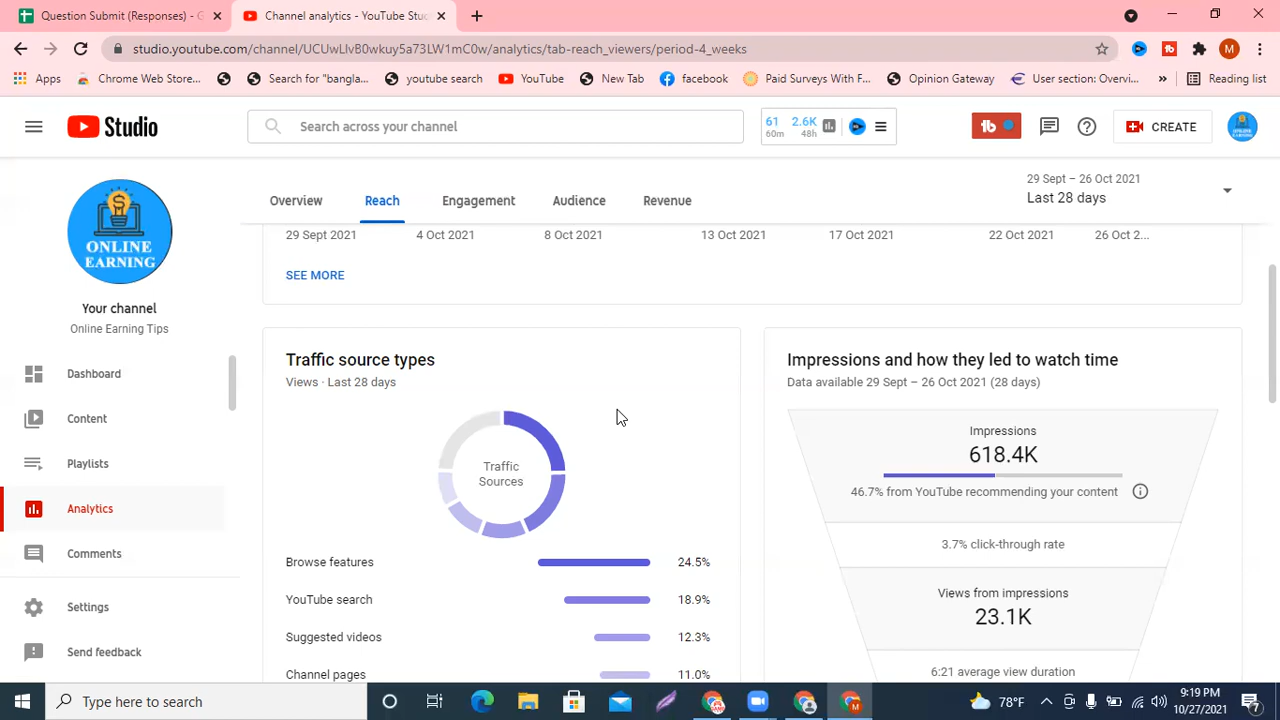 Question Submit (Responses) - G
Channel analytics - YouTube Stu
studio.youtube.com/channel/UCUwLlvB0wkuy5a73LW1mC0w/analytics/tab-reach_viewers/period-4_weeks
Apps
Chrome Web Store...
Search for "bangla...
youtube search
YouTube
New Tab
facebook
Paid Surveys With F...
Opinion Gateway
User section: Overvi...
»
Reading list
Studio
Search across your channel
61
60m
2.6K
48h
tb
CREATE
Overview
Reach
Engagement
Audience
Revenue
29 Sept – 26 Oct 2021
Last 28 days
ONLINE
EARNING
Your channel
Online Earning Tips
Dashboard
Content
Playlists
Analytics
Comments
Settings
Send feedback
29 Sept 2021
4 Oct 2021
8 Oct 2021
13 Oct 2021
17 Oct 2021
22 Oct 2021
26 Oct 2...
SEE MORE
Traffic source types
Views · Last 28 days
Traffic
Sources
Browse features 24.5%
YouTube search 18.9%
Suggested videos 12.3%
Channel pages 11.0%
Impressions and how they led to watch time
Data available 29 Sept – 26 Oct 2021 (28 days)
Impressions
618.4K
46.7% from YouTube recommending your content
3.7% click-through rate
Views from impressions
23.1K
6:21 average view duration
Type here to search
78°F
9:19 PM
10/27/2021
7